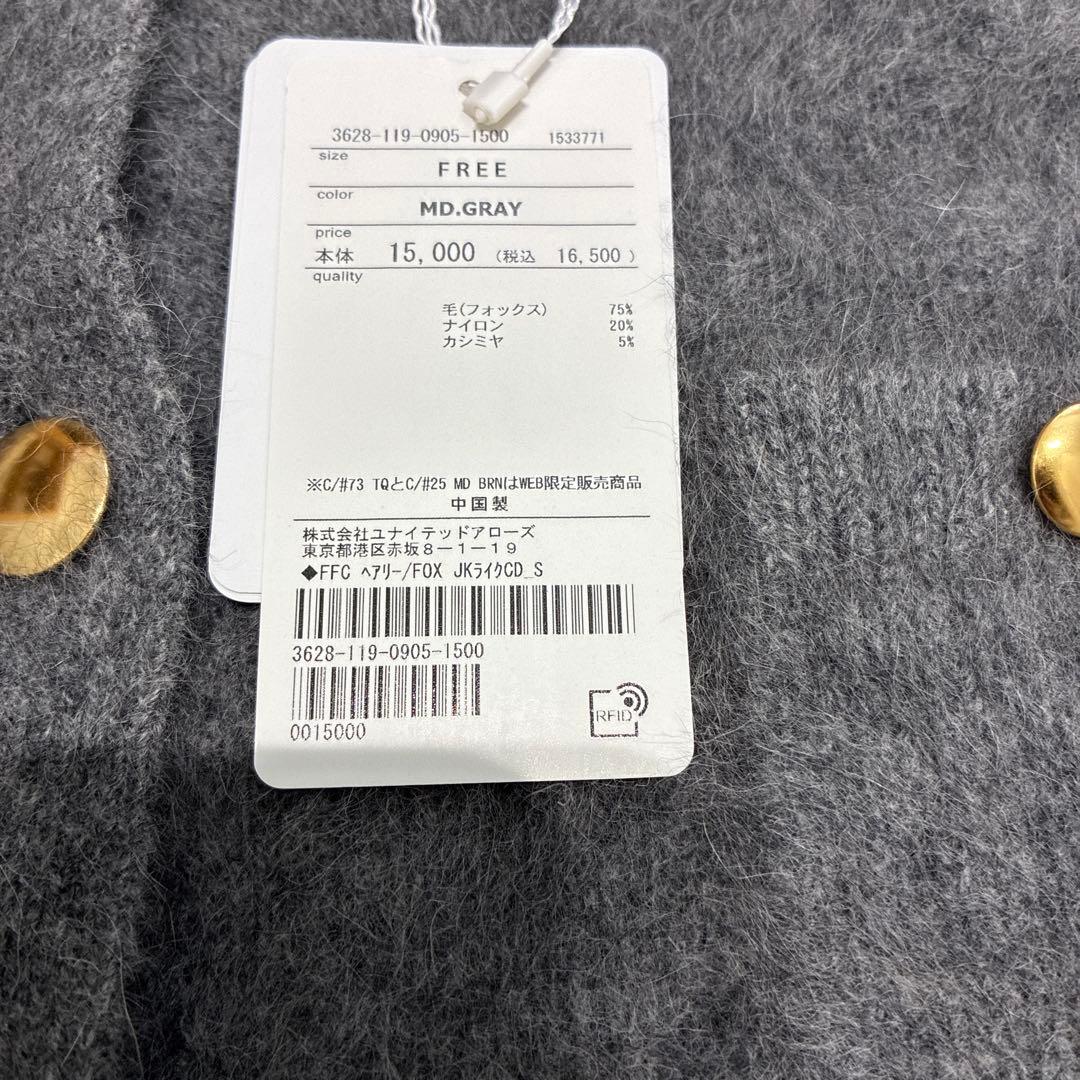 3628-119-0905-1500 1533771
size
FREE
color
MD.GRAY
price
本体 15,000 (税込 16,500)
quality
毛(フォックス) 75%
ナイロン 20%
カシミヤ 5%
※C/#73 TQとC/#25 MD BRNはWEB限定販売商品
中国製
株式会社ユナイテッドアローズ
東京都港区赤坂8-1-19
◆FFC ヘアリー/FOX JKライクCD_S
3628-119-0905-1500
0015000
RFID